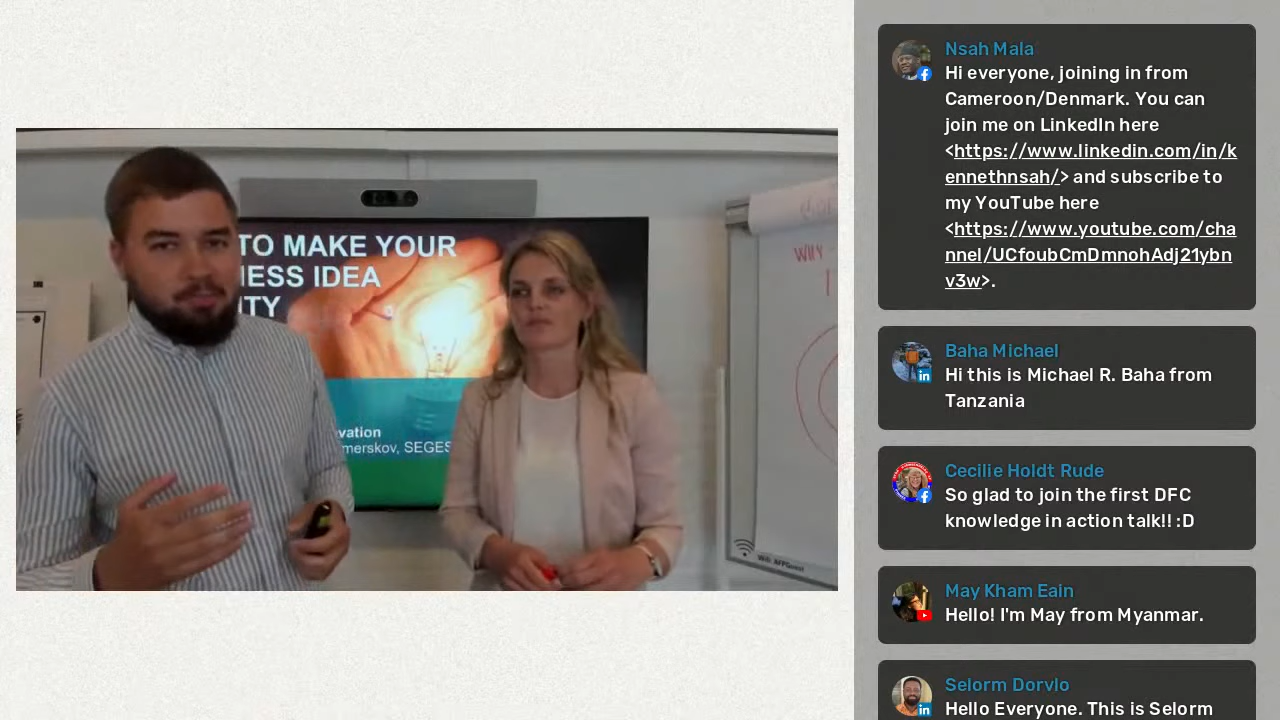 TO MAKE YOUR
NESS IDEA
ITY
vation
merskov, SEGES
WHY
Nsah Mala
Hi everyone, joining in from
Cameroon/Denmark. You can
join me on LinkedIn here
<https://www.linkedin.com/in/k
ennethnsah/> and subscribe to
my YouTube here
<https://www.youtube.com/cha
nnel/UCfoubCmDmnohAdj21ybn
v3w>.
Baha Michael
Hi this is Michael R. Baha from
Tanzania
Cecilie Holdt Rude
So glad to join the first DFC
knowledge in action talk!! :D
May Kham Eain
Hello! I'm May from Myanmar.
Selorm Dorvlo
Hello Everyone. This is Selorm